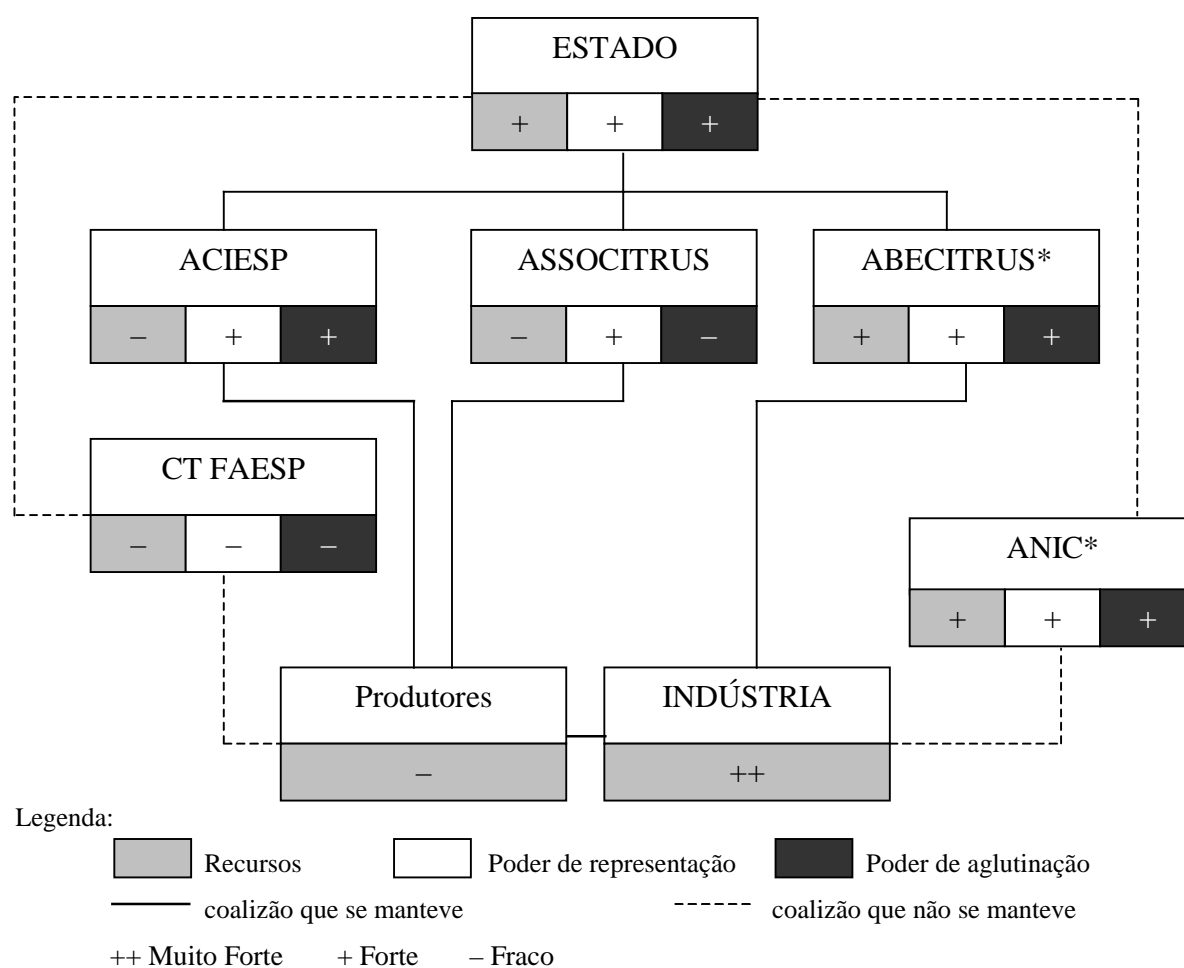 ESTADO
+ + +
ACIESP ASSOCITRUS ABECITRUS*
– + + – + – + + +
CT FAESP
– – –
ANIC*
+ + +
Produtores INDÚSTRIA
– ++
Legenda:
Recursos Poder de representação Poder de aglutinação
coalizão que se manteve coalizão que não se manteve
++ Muito Forte + Forte – Fraco